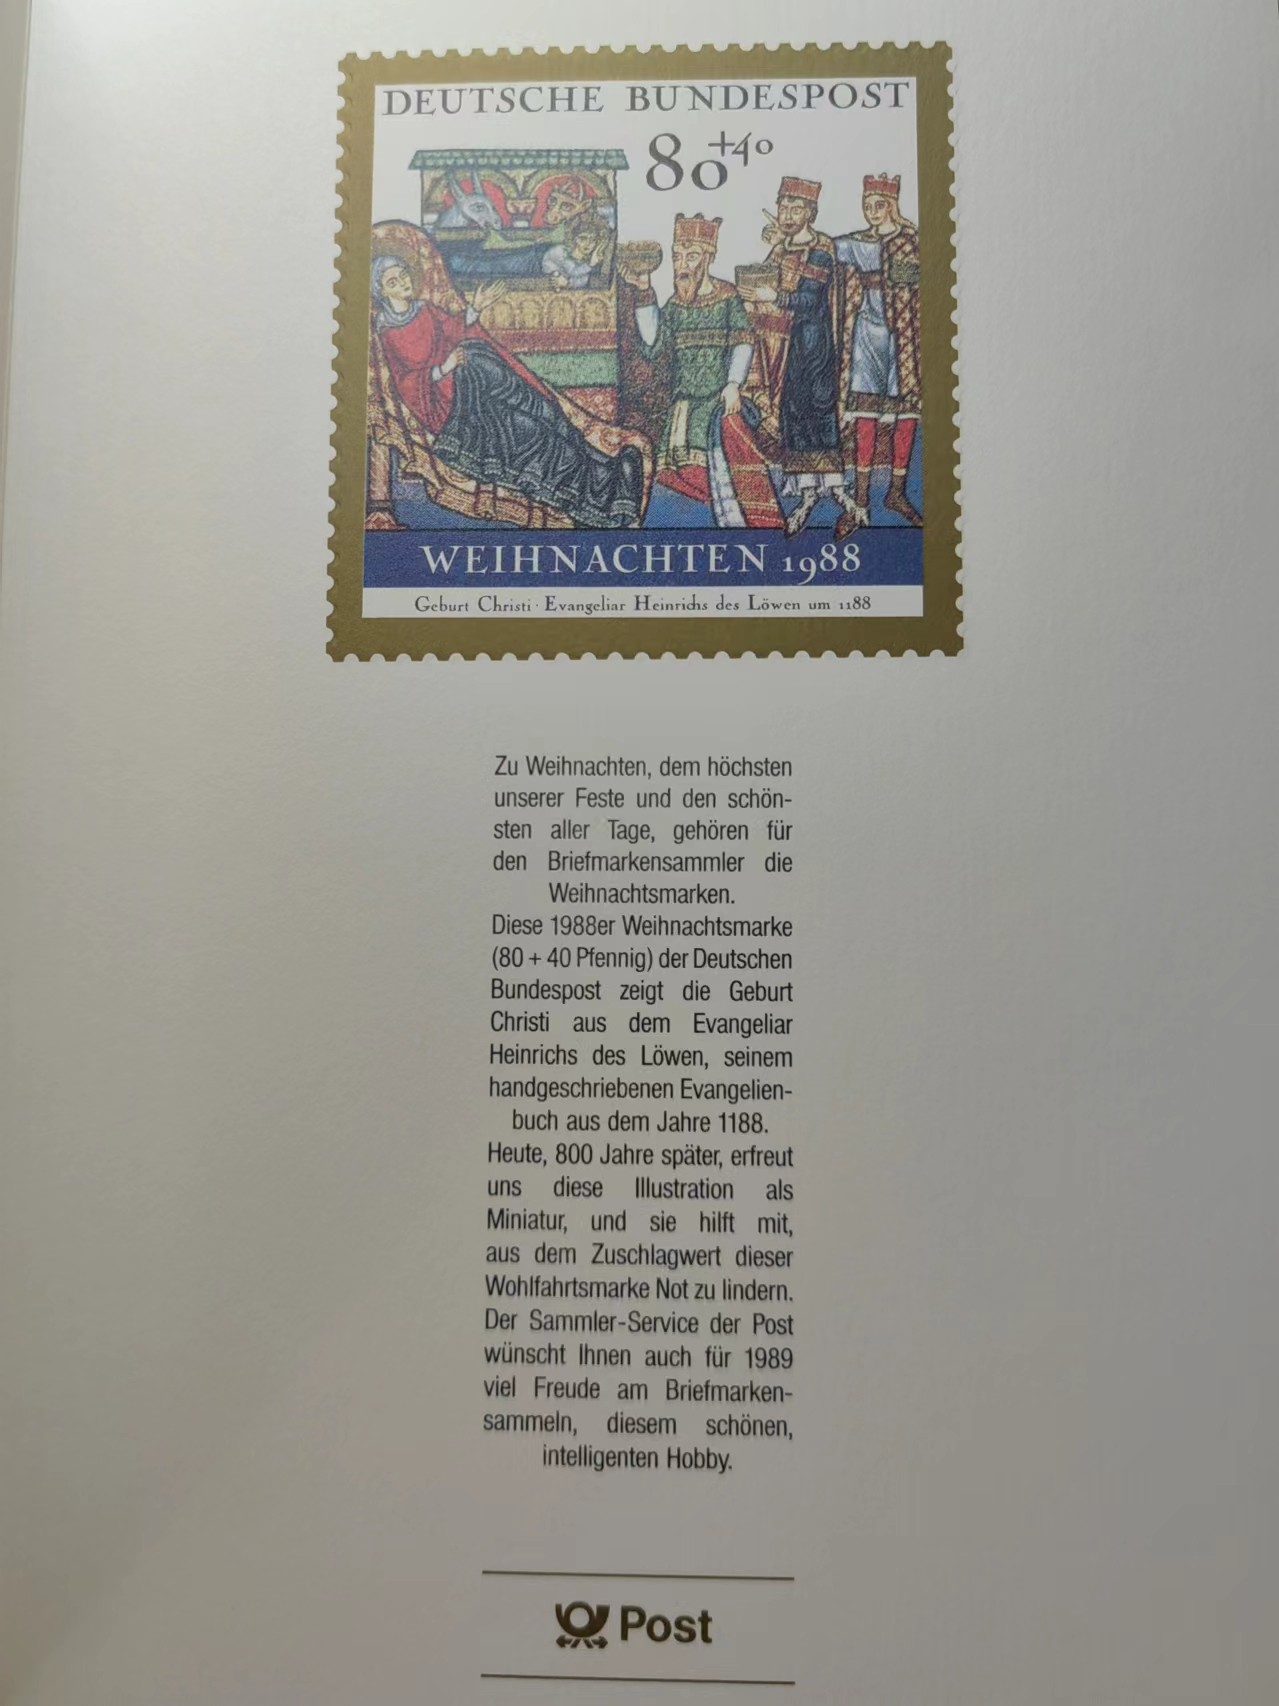 DEUTSCHE BUNDESPOST
80+40
WEIHNACHTEN 1988
Geburt Christi · Evangeliar Heinrichs des Löwen um 1188
Zu Weihnachten, dem höchsten
unserer Feste und den schön-
sten aller Tage, gehören für
den Briefmarkensammler die
Weihnachtsmarken.
Diese 1988er Weihnachtsmarke
(80 + 40 Pfennig) der Deutschen
Bundespost zeigt die Geburt
Christi aus dem Evangeliar
Heinrichs des Löwen, seinem
handgeschriebenen Evangelien-
buch aus dem Jahre 1188.
Heute, 800 Jahre später, erfreut
uns diese Illustration als
Miniatur, und sie hilft mit,
aus dem Zuschlagwert dieser
Wohlfahrtsmarke Not zu lindern.
Der Sammler-Service der Post
wünscht Ihnen auch für 1989
viel Freude am Briefmarken-
sammeln, diesem schönen,
intelligenten Hobby.
Post